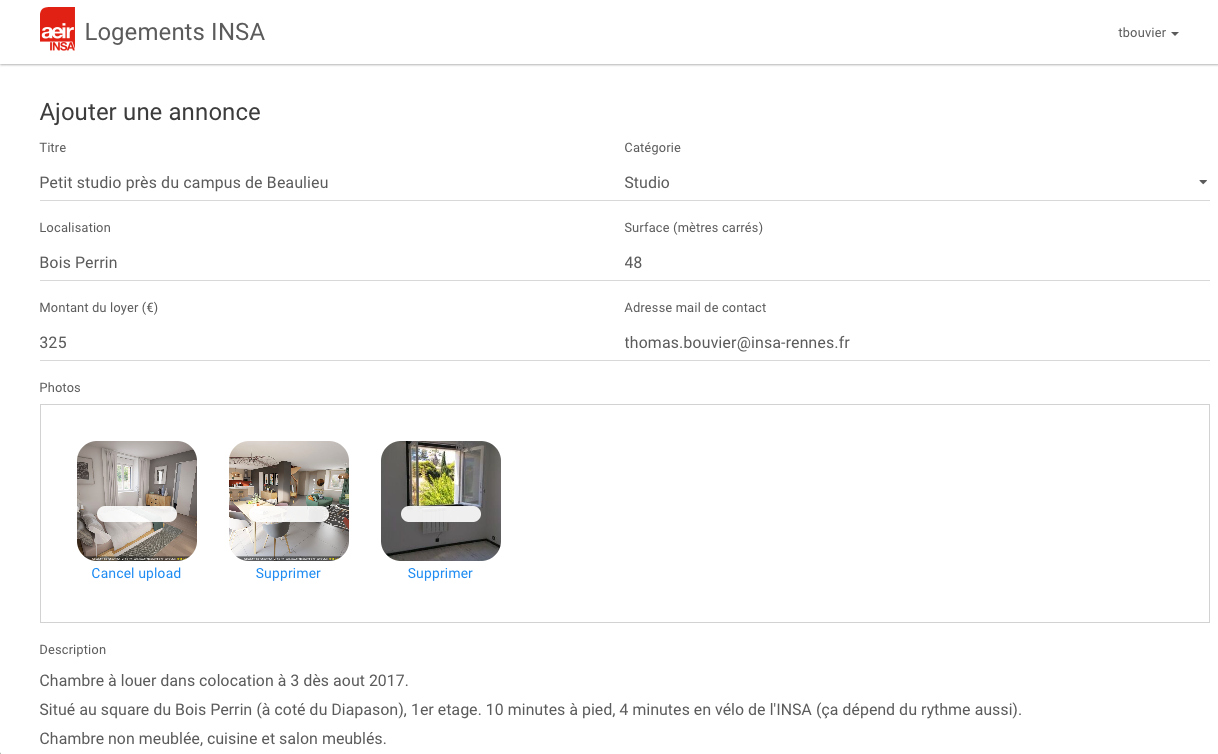 aeir
INSA
Logements INSA
tbouvier
Ajouter une annonce
Titre
Catégorie
Petit studio près du campus de Beaulieu
Studio
Localisation
Surface (mètres carrés)
Bois Perrin
48
Montant du loyer (€)
Adresse mail de contact
325
thomas.bouvier@insa-rennes.fr
Photos
Cancel upload
Supprimer
Supprimer
Description
Chambre à louer dans colocation à 3 dès aout 2017.
Situé au square du Bois Perrin (à coté du Diapason), 1er etage. 10 minutes à pied, 4 minutes en vélo de l'INSA (ça dépend du rythme aussi).
Chambre non meublée, cuisine et salon meublés.